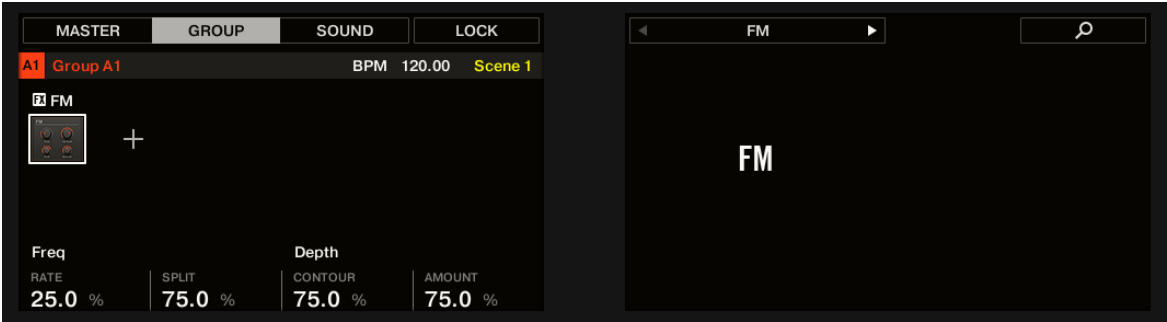 MASTER GROUP SOUND LOCK
A1 Group A1 BPM 120.00 Scene 1
FX FM
Freq Depth
RATE SPLIT CONTOUR AMOUNT
25.0 % 75.0 % 75.0 % 75.0 %
FM
FM